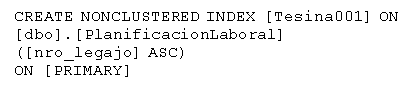 CREATE NONCLUSTERED INDEX [Tesina001] ON
[dbo].[PlanificacionLaboral]
([nro_legajo] ASC)
ON [PRIMARY]